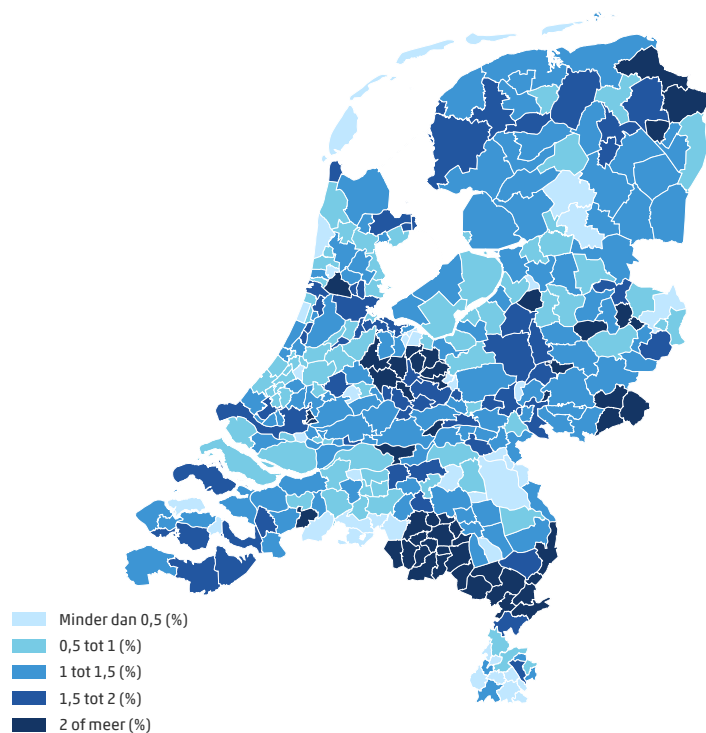 Minder dan 0,5 (%)
0,5 tot 1 (%)
1 tot 1,5 (%)
1,5 tot 2 (%)
2 of meer (%)